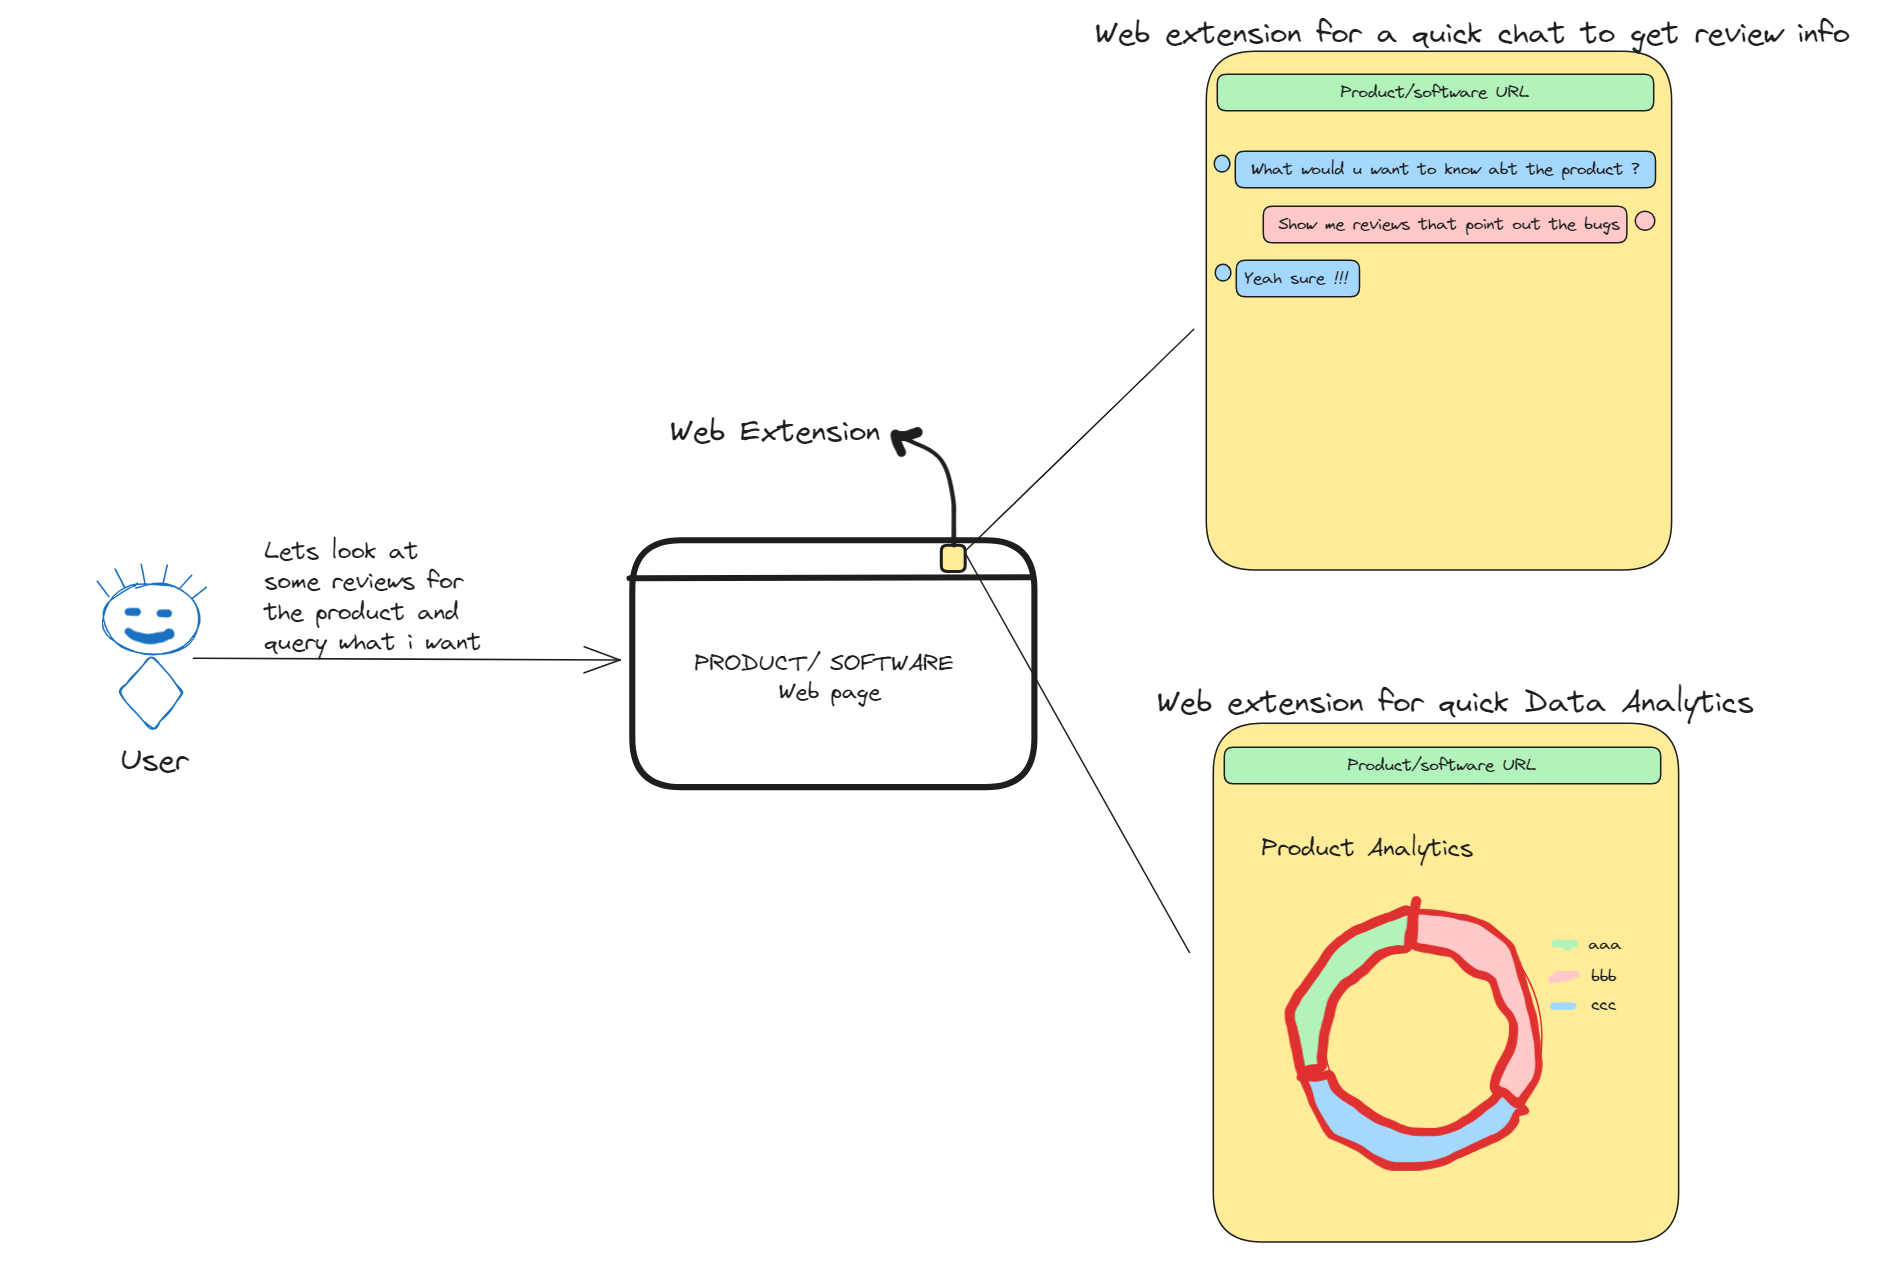 Web extension for a quick chat to get review info
Product/software URL
What would u want to know abt the product ?
Show me reviews that point out the bugs
Yeah sure !!!
Web Extension
Lets look at
some reviews for
the product and
query what i want
User
PRODUCT/ SOFTWARE
Web page
Web extension for quick Data Analytics
Product/software URL
Product Analytics
aaa
bbb
ccc